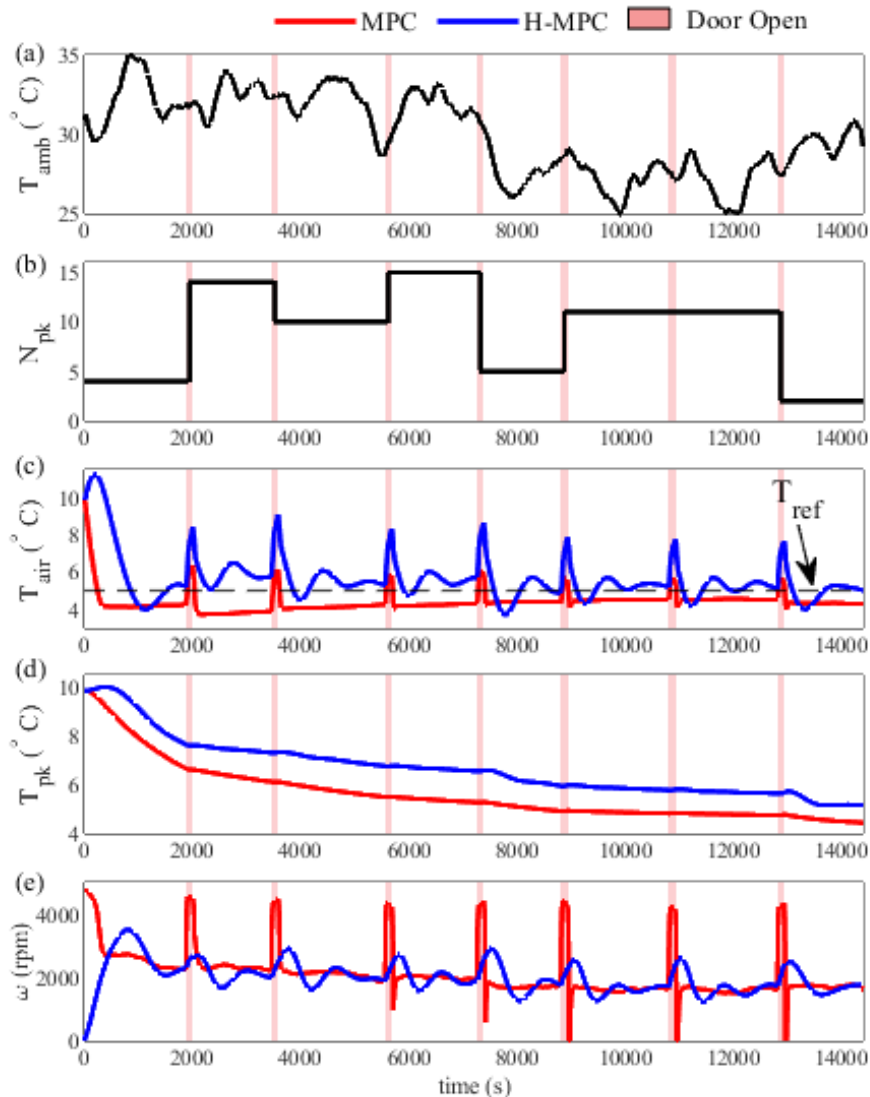 MPC H-MPC Door Open
(a)
T_amb (°C)
35
30
25
0 2000 4000 6000 8000 10000 12000 14000
(b)
N_pk
15
10
5
0
0 2000 4000 6000 8000 10000 12000 14000
(c)
T_air (°C)
10
8
6
4
T_ref
0 2000 4000 6000 8000 10000 12000 14000
(d)
T_pk (°C)
10
8
6
4
0 2000 4000 6000 8000 10000 12000 14000
(e)
ω (rpm)
4000
2000
0
0 2000 4000 6000 8000 10000 12000 14000
time (s)